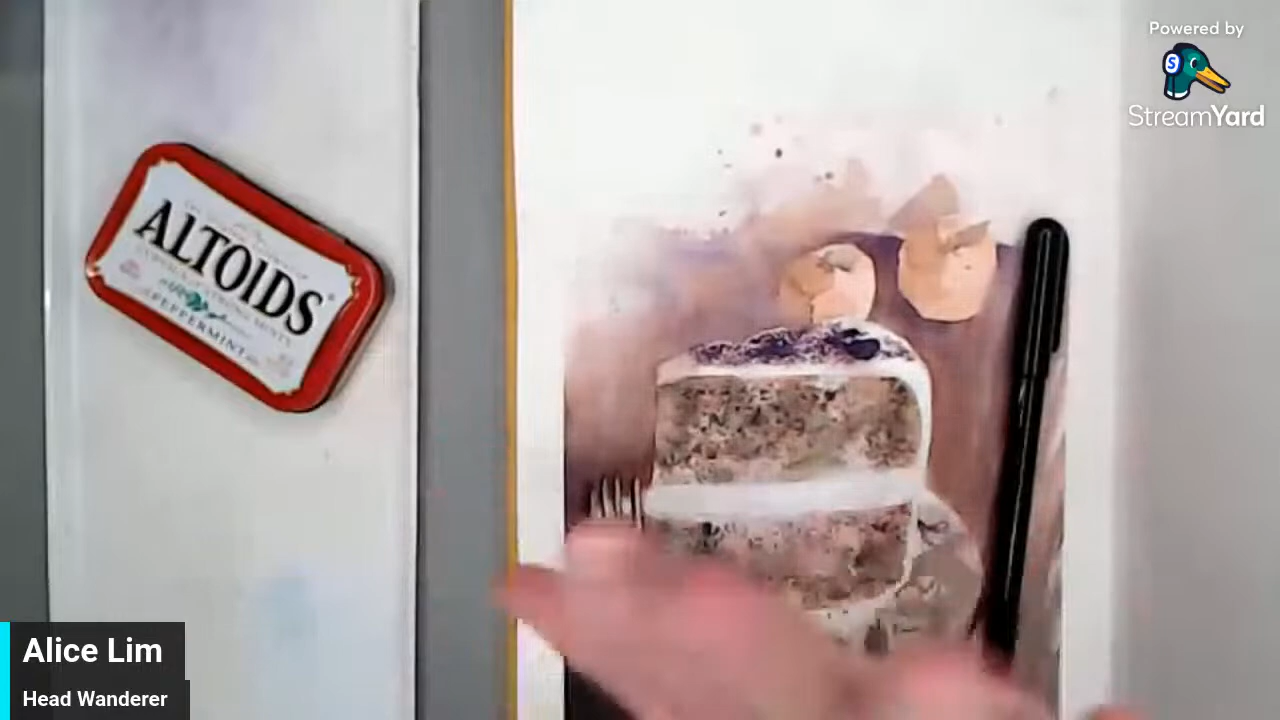 Powered by
StreamYard
ALTOIDS
PEPPERMINT
Alice Lim
Head Wanderer